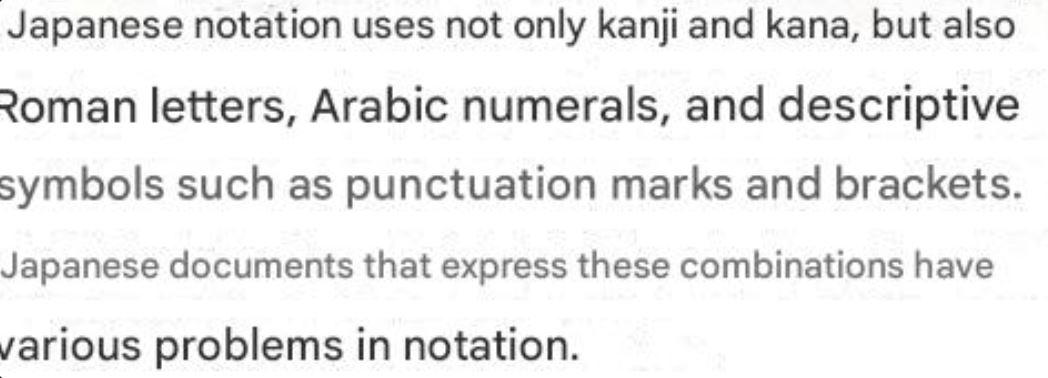 Japanese notation uses not only kanji and kana, but also
Roman letters, Arabic numerals, and descriptive
symbols such as punctuation marks and brackets.
Japanese documents that express these combinations have
various problems in notation.